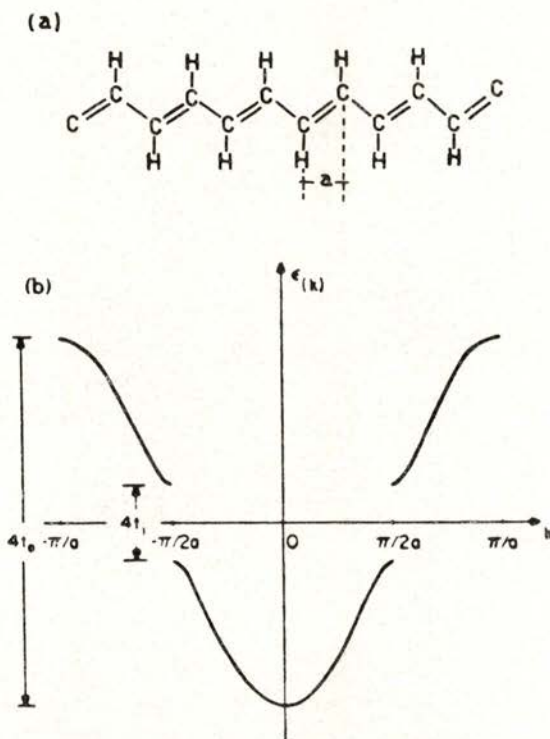 (a)
H H H H H
C C C C C C C C C C C C
H H H H H
a
(b)
ϵ(k)
4t₀
-π/a
4t₁
-π/2a
0
π/2a
π/a
k